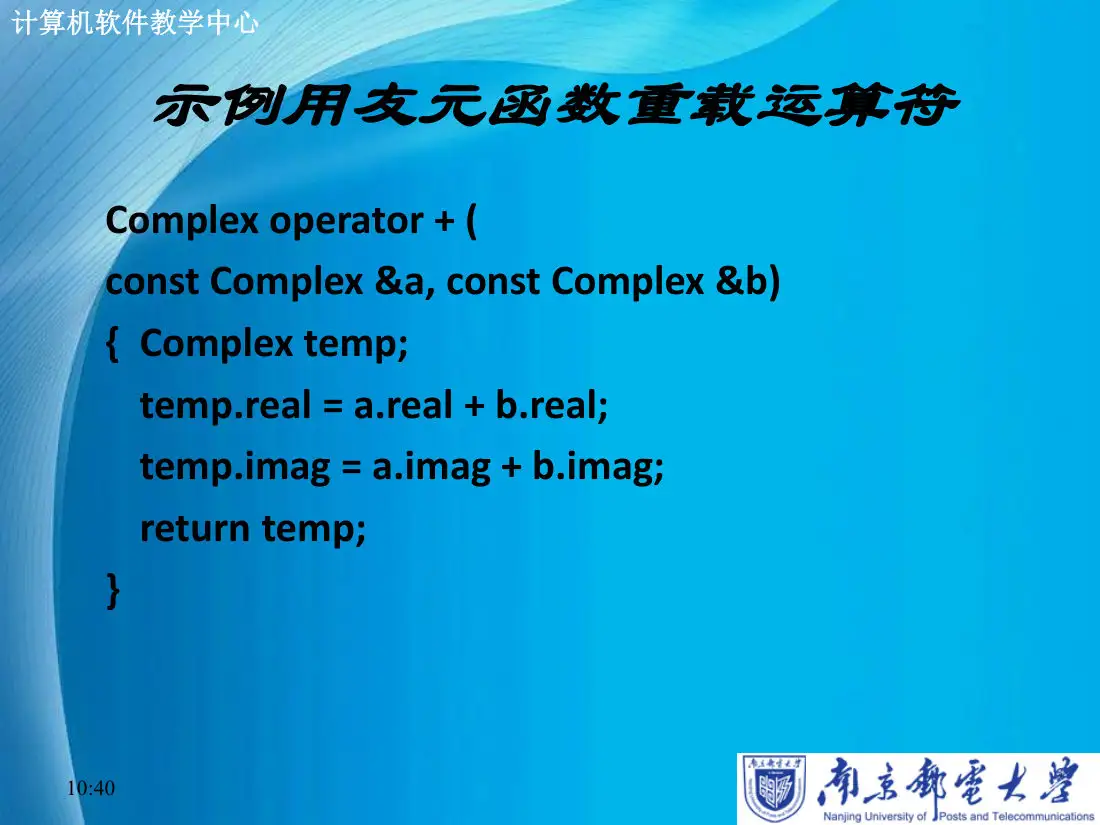 计算机软件教学中心
示例用友元函数重载运算符
Complex operator + (
const Complex &a, const Complex &b)
{ Complex temp;
temp.real = a.real + b.real;
temp.imag = a.imag + b.imag;
return temp;
}
10:40
南京郵電大學
Nanjing University of Posts and Telecommunications